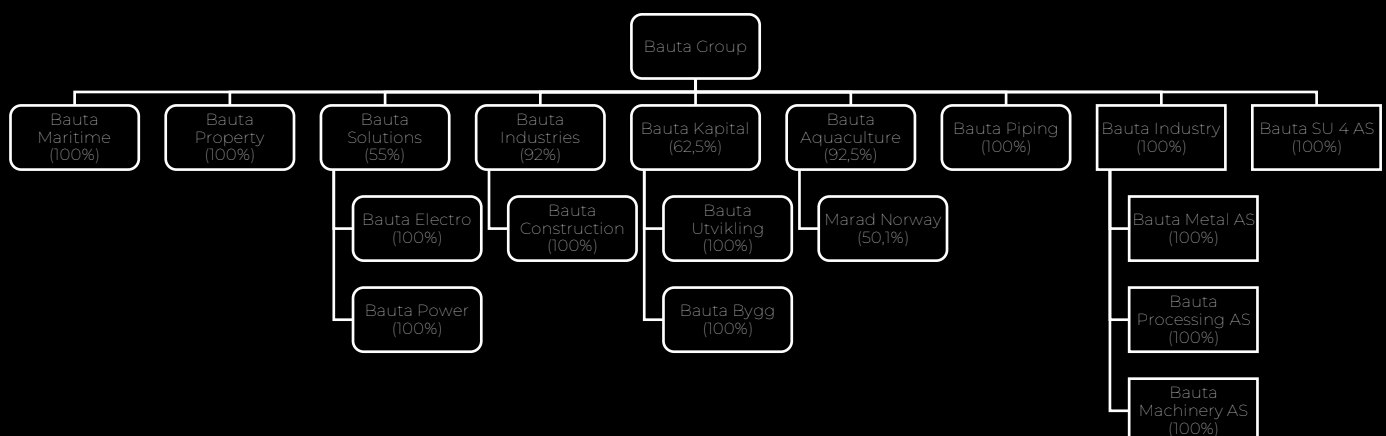 Bauta Group
Bauta
Maritime
(100%)
Bauta
Property
(100%)
Bauta
Solutions
(55%)
Bauta
Industries
(92%)
Bauta Kapital
(62,5%)
Bauta
Aquaculture
(92,5%)
Bauta Piping
(100%)
Bauta Industry
(100%)
Bauta SU 4 AS
(100%)
Bauta Electro
(100%)
Bauta
Construction
(100%)
Bauta
Utvikling
(100%)
Marad Norway
(50,1%)
Bauta Metal AS
(100%)
Bauta Power
(100%)
Bauta Bygg
(100%)
Bauta
Processing AS
(100%)
Bauta
Machinery AS
(100%)